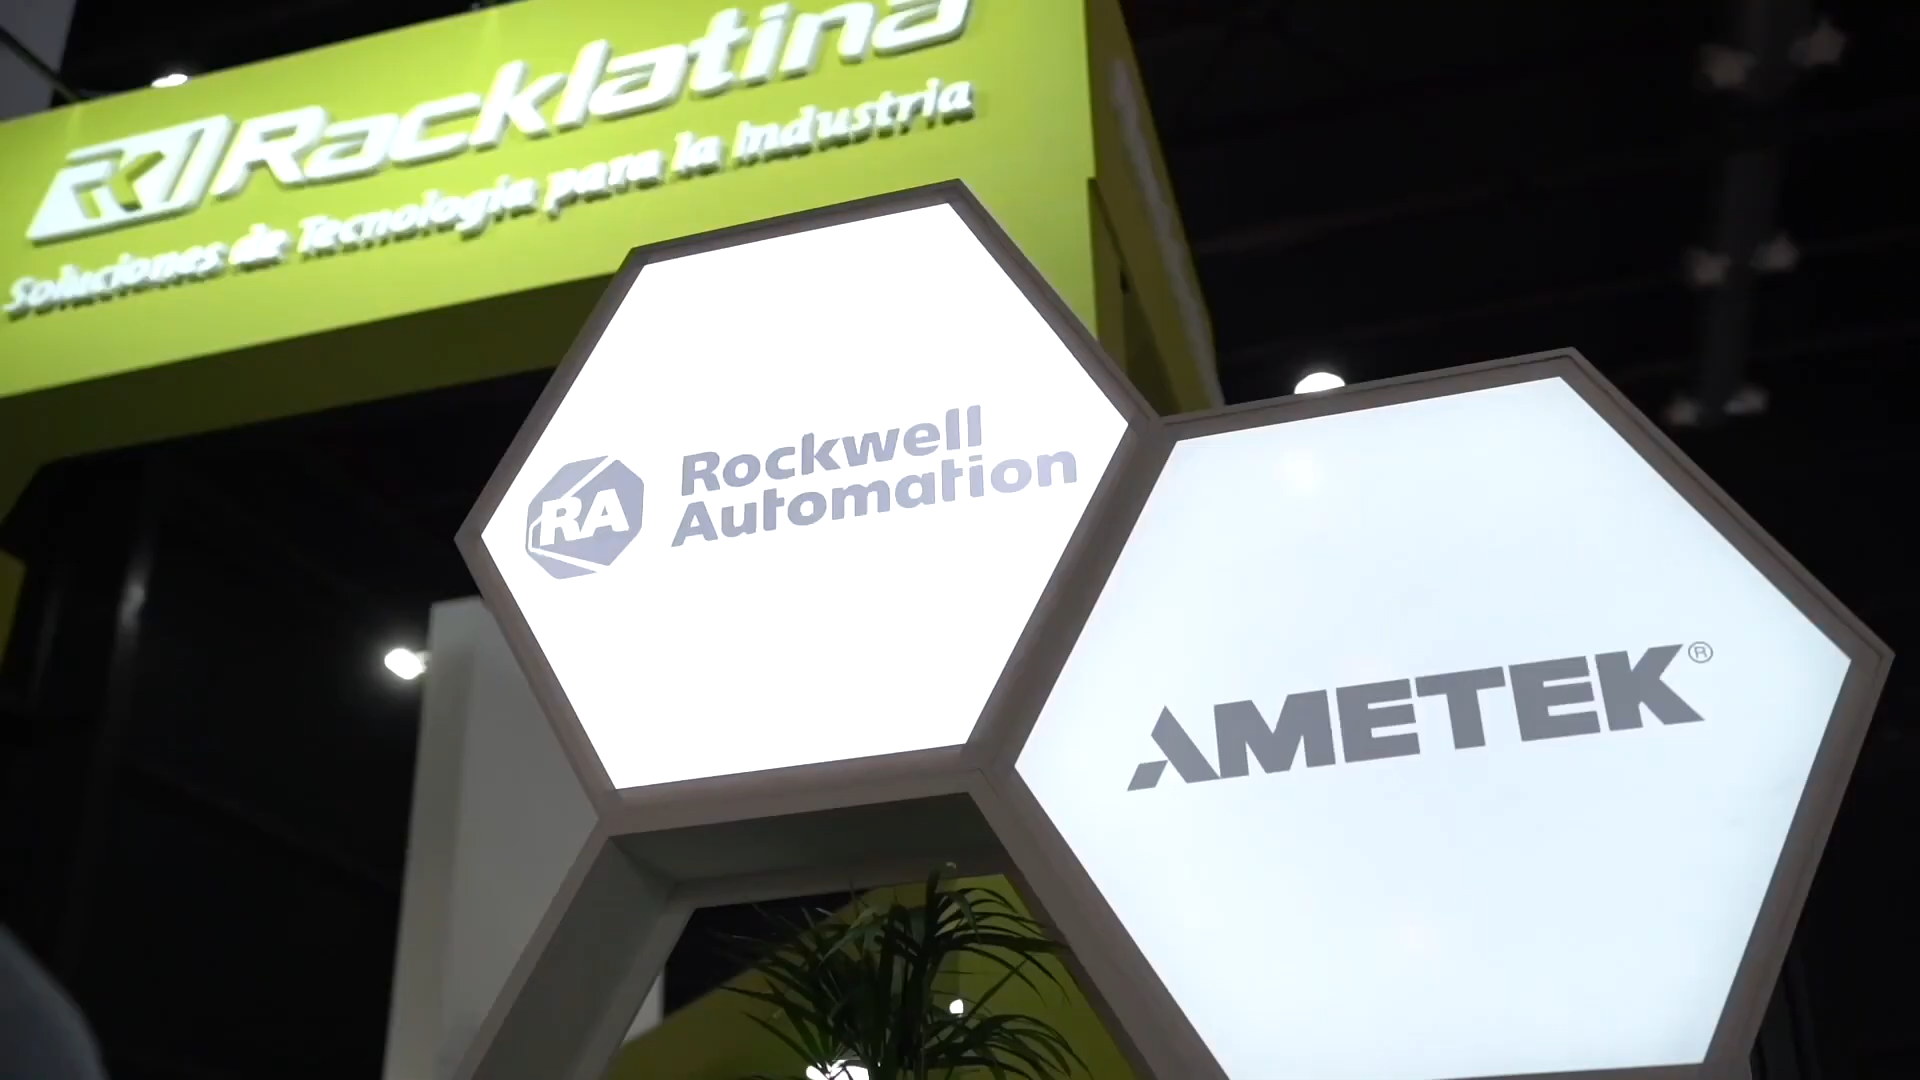 Racklatina
Soluciones de Tecnología para la Industria
RA
Rockwell
Automation
AMETEK®